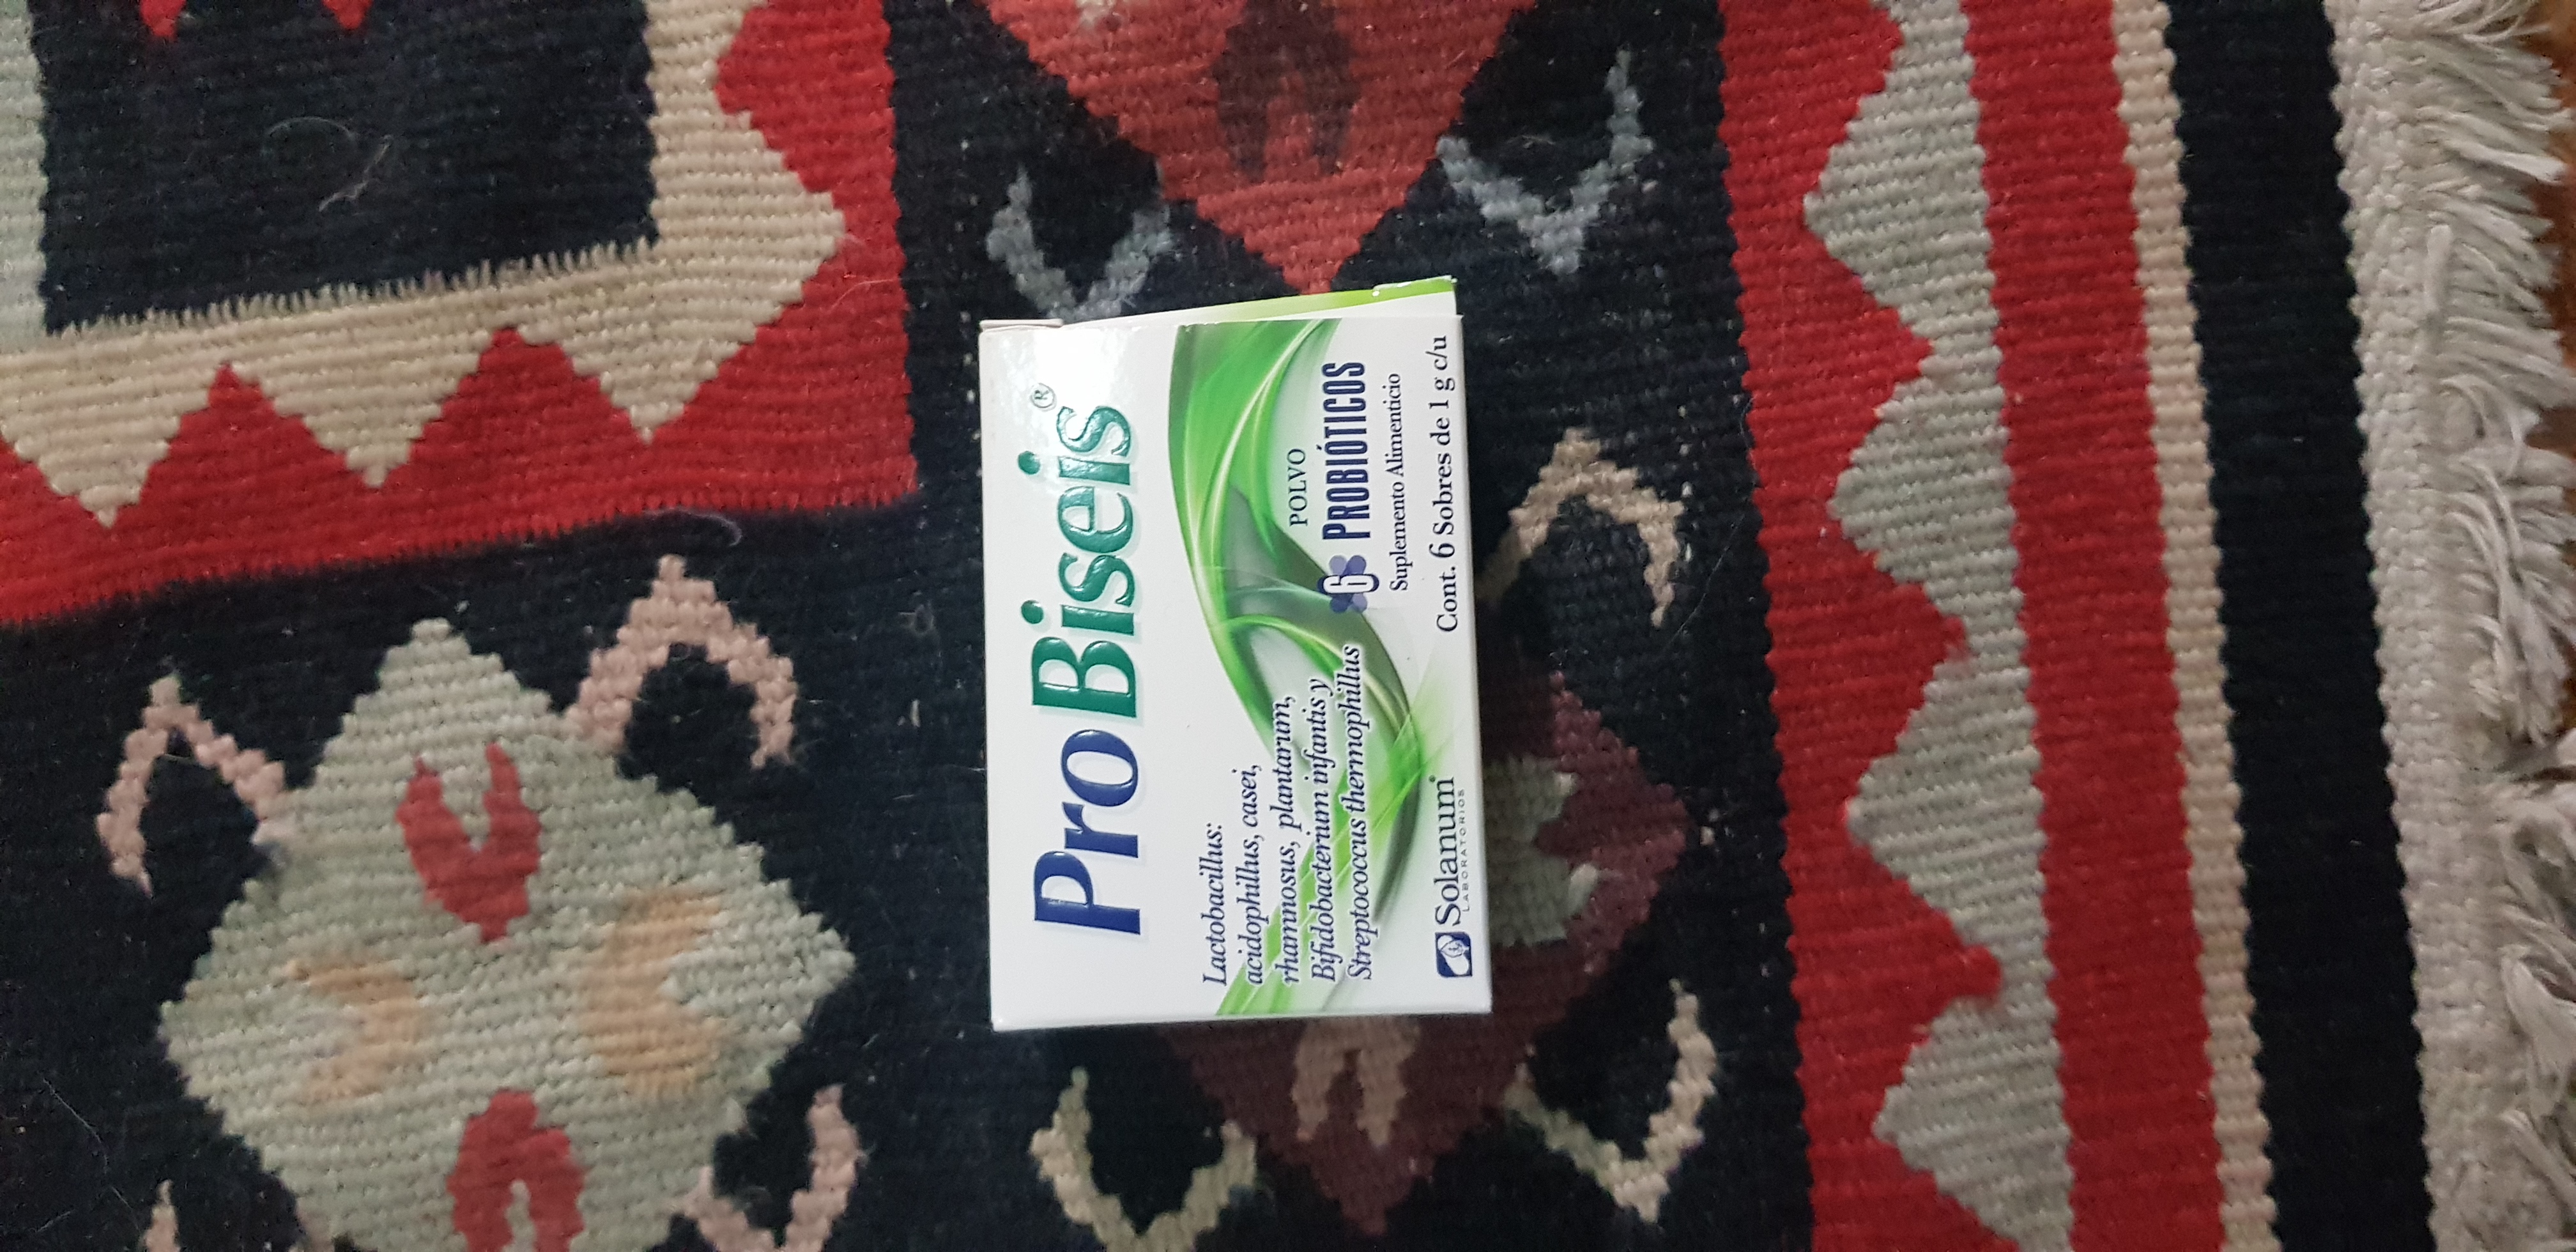 ProBiseis®
Lactobacillus:
acidophillus, casei,
rhamnosus, plantarum,
Bifidobacterium infantis y
Streptococcus thermophillus
POLVO
6 PROBIÓTICOS
Suplemento Alimenticio
Solanum®
LABORATORIOS
Cont. 6 Sobres de 1 g c/u